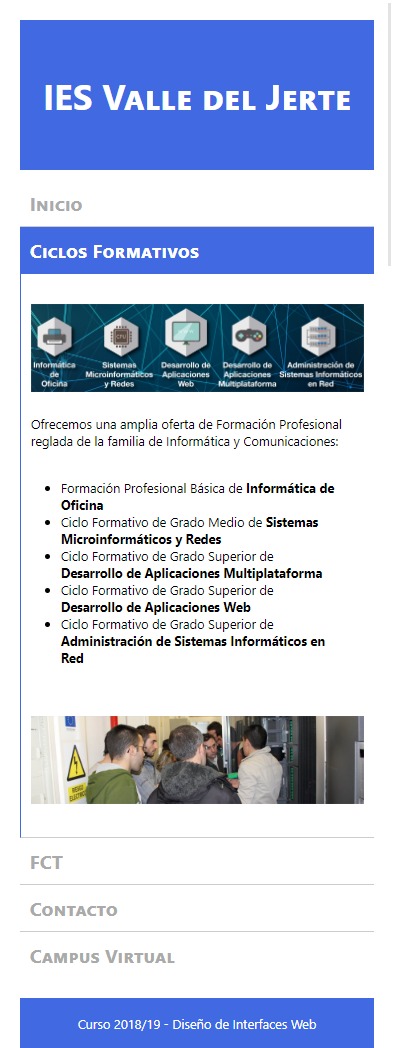 IES Valle del Jerte
Inicio
Ciclos Formativos
Informática
de
Oficina
Sistemas
Microinformáticos
y Redes
Desarrollo de
Aplicaciones
Web
Desarrollo de
Aplicaciones
Multiplataforma
Administración de
Sistemas Informáticos
en Red
CPU
Ofrecemos una amplia oferta de Formación Profesional
reglada de la familia de Informática y Comunicaciones:
Formación Profesional Básica de Informática de
Oficina
Ciclo Formativo de Grado Medio de Sistemas
Microinformáticos y Redes
Ciclo Formativo de Grado Superior de
Desarrollo de Aplicaciones Multiplataforma
Ciclo Formativo de Grado Superior de
Desarrollo de Aplicaciones Web
Ciclo Formativo de Grado Superior de
Administración de Sistemas Informáticos en
Red
FCT
Contacto
Campus Virtual
Curso 2018/19 - Diseño de Interfaces Web